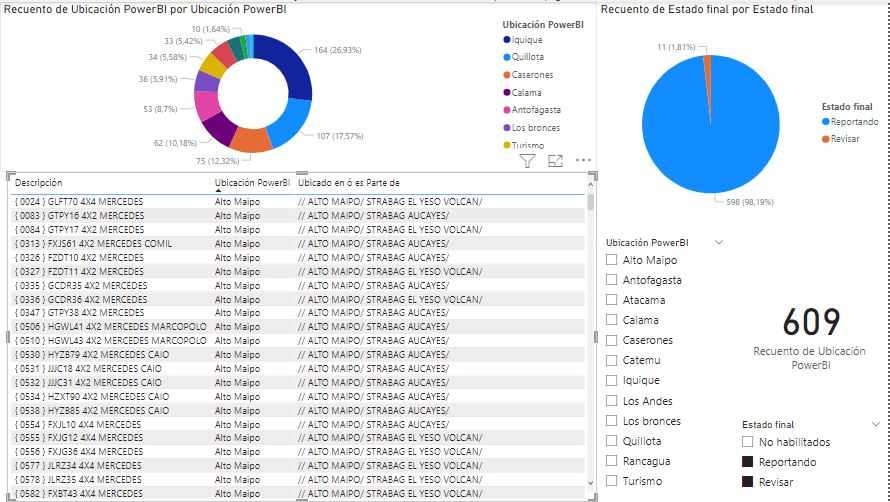 Recuento de Ubicación PowerBI por Ubicación PowerBI
10 (1,64%)
33 (5,42%)
34 (5,58%)
36 (5,91%)
53 (8,7%)
62 (10,18%)
75 (12,32%)
107 (17,57%)
164 (26,93%)
Ubicación PowerBI
Iquique
Quillota
Caserones
Calama
Antofagasta
Los bronces
Turismo
Recuento de Estado final por Estado final
11 (1,81%)
598 (98,19%)
Estado final
Reportando
Revisar
Descripción Ubicación PowerBI Ubicado en ó es Parte de
{ 0024 } GLFT70 4X4 MERCEDES Alto Maipo // ALTO MAIPO/ STRABAG EL YESO VOLCAN/
{ 0083 } GTPY16 4X2 MERCEDES Alto Maipo // ALTO MAIPO/ STRABAG AUCAYES/
{ 0084 } GTPY17 4X2 MERCEDES Alto Maipo // ALTO MAIPO/ STRABAG EL YESO VOLCAN/
{ 0313 } FXJS61 4X2 MERCEDES COMIL Alto Maipo // ALTO MAIPO/ STRABAG AUCAYES/
{ 0326 } FZDT10 4X2 MERCEDES Alto Maipo // ALTO MAIPO/ STRABAG AUCAYES/
{ 0327 } FZDT11 4X2 MERCEDES Alto Maipo // ALTO MAIPO/ STRABAG EL YESO VOLCAN/
{ 0335 } GCDR35 4X2 MERCEDES Alto Maipo // ALTO MAIPO/ STRABAG AUCAYES/
{ 0336 } GCDR36 4X2 MERCEDES Alto Maipo // ALTO MAIPO/ STRABAG EL YESO VOLCAN/
{ 0347 } GTPY38 4X2 MERCEDES Alto Maipo // ALTO MAIPO/ STRABAG AUCAYES/
{ 0506 } HGWL41 4X2 MERCEDES MARCOPOLO Alto Maipo // ALTO MAIPO/ STRABAG AUCAYES/
{ 0510 } HGWL43 4X2 MERCEDES MARCOPOLO Alto Maipo // ALTO MAIPO/ STRABAG AUCAYES/
{ 0530 } HYZB79 4X2 MERCEDES CAIO Alto Maipo // ALTO MAIPO/ STRABAG AUCAYES/
{ 0531 } JJJC18 4X2 MERCEDES CAIO Alto Maipo // ALTO MAIPO/ STRABAG AUCAYES/
{ 0532 } JJJC31 4X2 MERCEDES CAIO Alto Maipo // ALTO MAIPO/ STRABAG AUCAYES/
{ 0534 } HZXT90 4X2 MERCEDES CAIO Alto Maipo // ALTO MAIPO/ STRABAG AUCAYES/
{ 0538 } HYZB85 4X2 MERCEDES CAIO Alto Maipo // ALTO MAIPO/ STRABAG AUCAYES/
{ 0554 } FXJL10 4X4 MERCEDES Alto Maipo // ALTO MAIPO/ STRABAG AUCAYES/
{ 0555 } FXJG12 4X4 MERCEDES Alto Maipo // ALTO MAIPO/ STRABAG EL YESO VOLCAN/
{ 0556 } FXJG36 4X4 MERCEDES Alto Maipo // ALTO MAIPO/ STRABAG EL YESO VOLCAN/
{ 0577 } JLRZ34 4X4 MERCEDES Alto Maipo // ALTO MAIPO/ STRABAG EL YESO VOLCAN/
{ 0578 } JLRZ35 4X4 MERCEDES Alto Maipo // ALTO MAIPO/ STRABAG EL YESO VOLCAN/
{ 0582 } FXBT43 4X4 MERCEDES Alto Maipo // ALTO MAIPO/ STRABAG EL YESO VOLCAN/
Ubicación PowerBI
Alto Maipo
Antofagasta
Atacama
Calama
Caserones
Catemu
Iquique
Los Andes
Los bronces
Quillota
Rancagua
Turismo
609
Recuento de Ubicación
PowerBI
Estado final
No habilitados
Reportando
Revisar